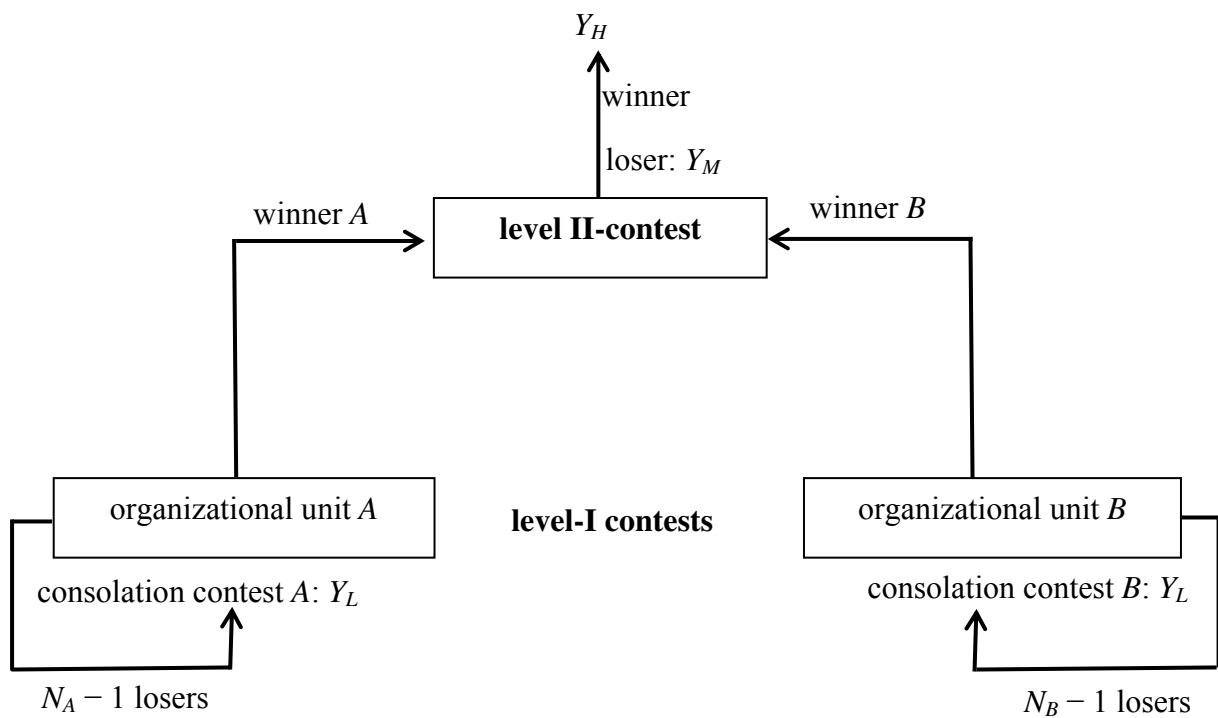 Y_H
winner
loser: Y_M
winner A
winner B
level II-contest
organizational unit A
level-I contests
organizational unit B
consolation contest A: Y_L
consolation contest B: Y_L
N_A − 1 losers
N_B − 1 losers